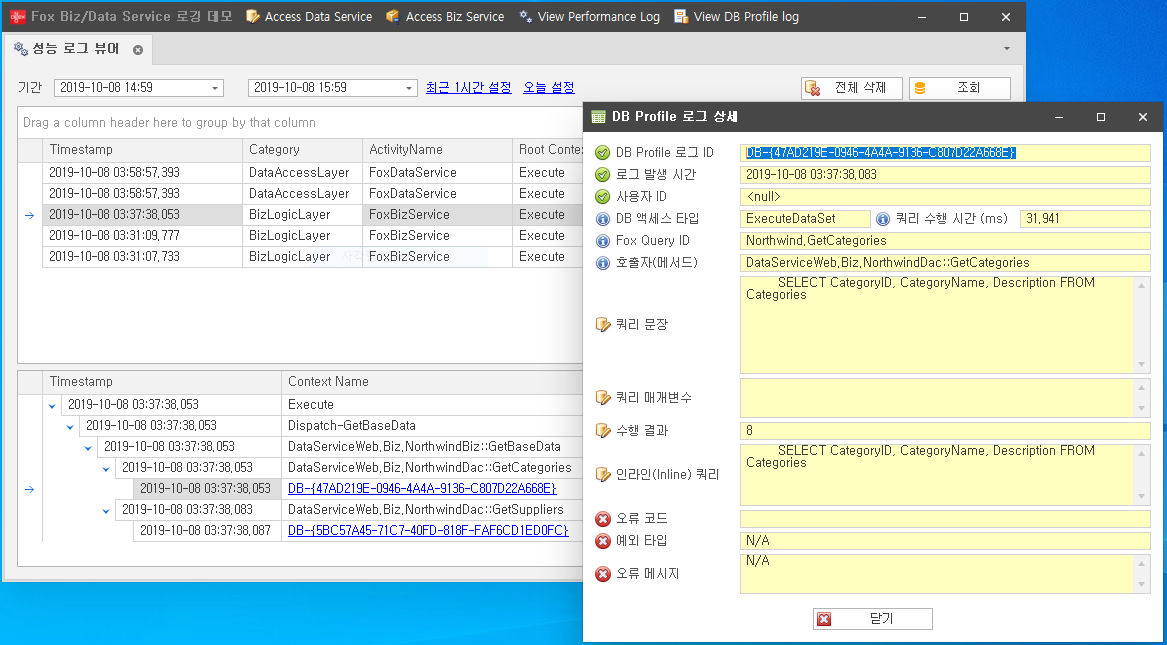 Fox Biz/Data Service 로깅 데모 Access Data Service Access Biz Service View Performance Log View DB Profile log
성능 로그 뷰어
기간 2019-10-08 14:59 2019-10-08 15:59 최근 1시간 설정 오늘 설정 전체 삭제 조회
Drag a column header here to group by that column
Timestamp Category ActivityName Root Conte
2019-10-08 03:58:57.393 DataAccessLayer FoxDataService Execute
2019-10-08 03:58:57.393 DataAccessLayer FoxDataService Execute
2019-10-08 03:37:38.053 BizLogicLayer FoxBizService Execute
2019-10-08 03:31:09.777 BizLogicLayer FoxBizService Execute
2019-10-08 03:31:07.733 BizLogicLayer FoxBizService Execute
Timestamp Context Name
2019-10-08 03:37:38.053 Execute
2019-10-08 03:37:38.053 Dispatch-GetBaseData
2019-10-08 03:37:38.053 DataServiceWeb.Biz.NorthwindBiz::GetBaseData
2019-10-08 03:37:38.053 DataServiceWeb.Biz.NorthwindDac::GetCategories
2019-10-08 03:37:38.053 DB-{47AD219E-0946-4A4A-9136-C807D22A668E}
2019-10-08 03:37:38.083 DataServiceWeb.Biz.NorthwindDac::GetSuppliers
2019-10-08 03:37:38.087 DB-{5BC57A45-71C7-40FD-818F-FAF6CD1ED0FC}
DB Profile 로그 상세
DB Profile 로그 ID DB-{47AD219E-0946-4A4A-9136-C807D22A668E}
로그 발생 시간 2019-10-08 03:37:38.083
사용자 ID <null>
DB 액세스 타입 ExecuteDataSet 쿼리 수행 시간 (ms) 31.941
Fox Query ID Northwind.GetCategories
호출자(메서드) DataServiceWeb.Biz.NorthwindDac::GetCategories
쿼리 문장 SELECT CategoryID, CategoryName, Description FROM
Categories
쿼리 매개변수
수행 결과 8
인라인(Inline) 쿼리 SELECT CategoryID, CategoryName, Description FROM
Categories
오류 코드
예외 타입 N/A
오류 메시지 N/A
닫기